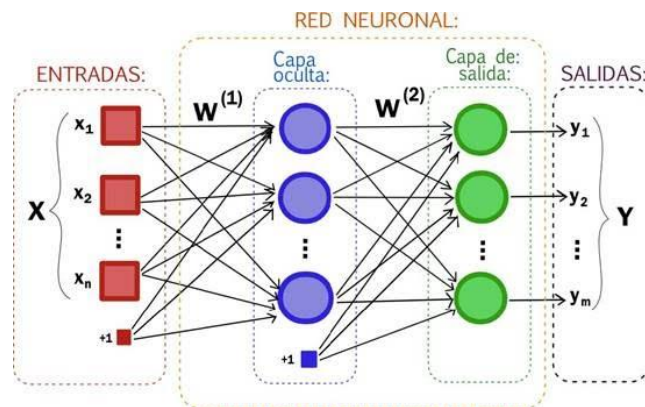 RED NEURONAL:
ENTRADAS:
Capa
oculta:
Capa de:
salida:
SALIDAS:
W(1)
W(2)
X
x1
x2
xn
+1
+1
y1
y2
ym
Y